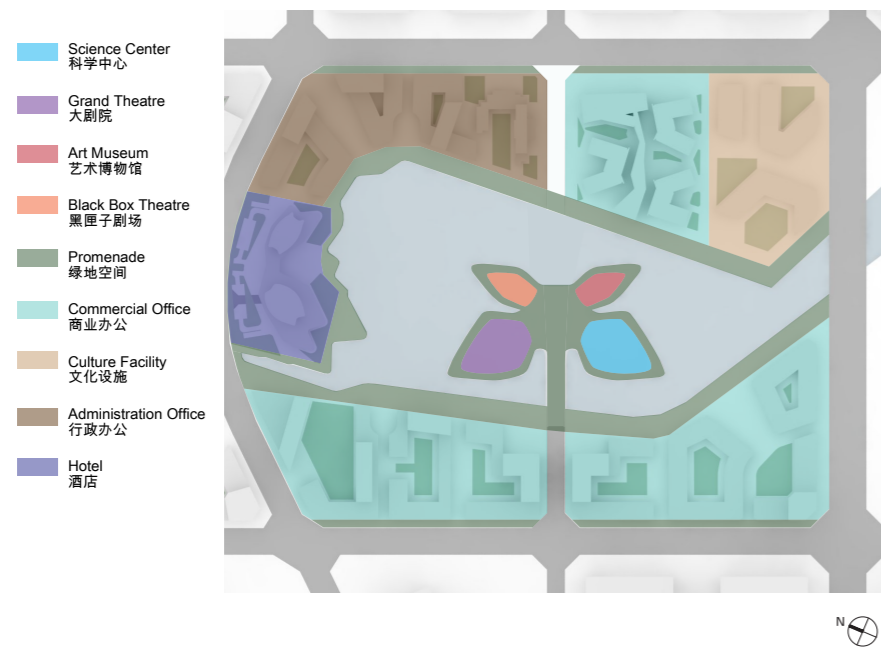 Science Center
科学中心
Grand Theatre
大剧院
Art Museum
艺术博物馆
Black Box Theatre
黑匣子剧场
Promenade
绿地空间
Commercial Office
商业办公
Culture Facility
文化设施
Administration Office
行政办公
Hotel
酒店
N